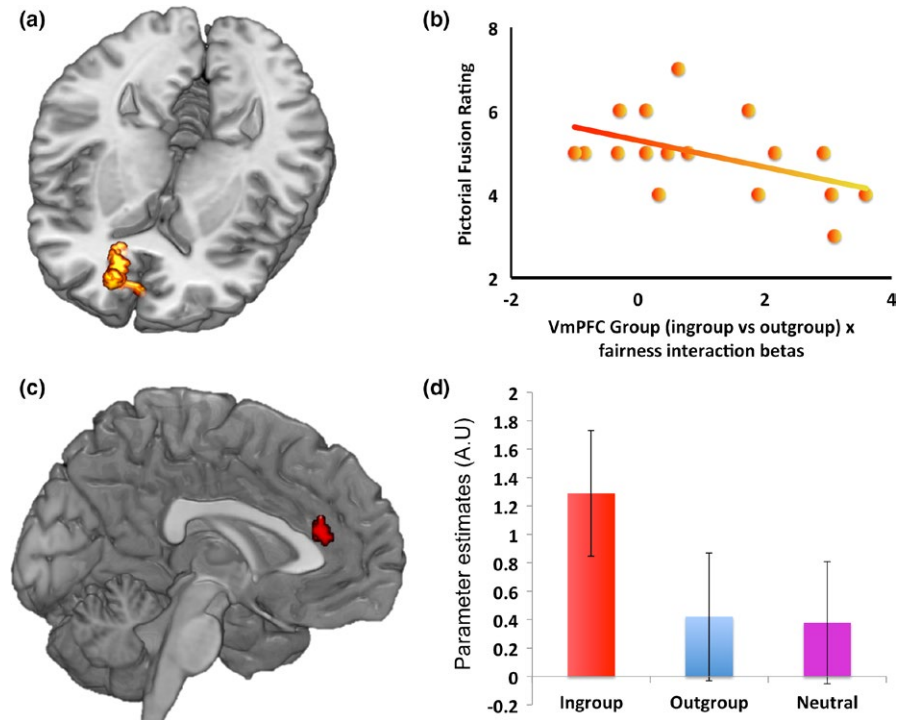 (a)
(b)
8
6
4
2
-2
0
2
4
Pictorial Fusion Rating
VmPFC Group (ingroup vs outgroup) x
fairness interaction betas
(c)
(d)
2
1.8
1.6
1.4
1.2
1
0.8
0.6
0.4
0.2
0
-0.2
Parameter estimates (A.U)
Ingroup
Outgroup
Neutral